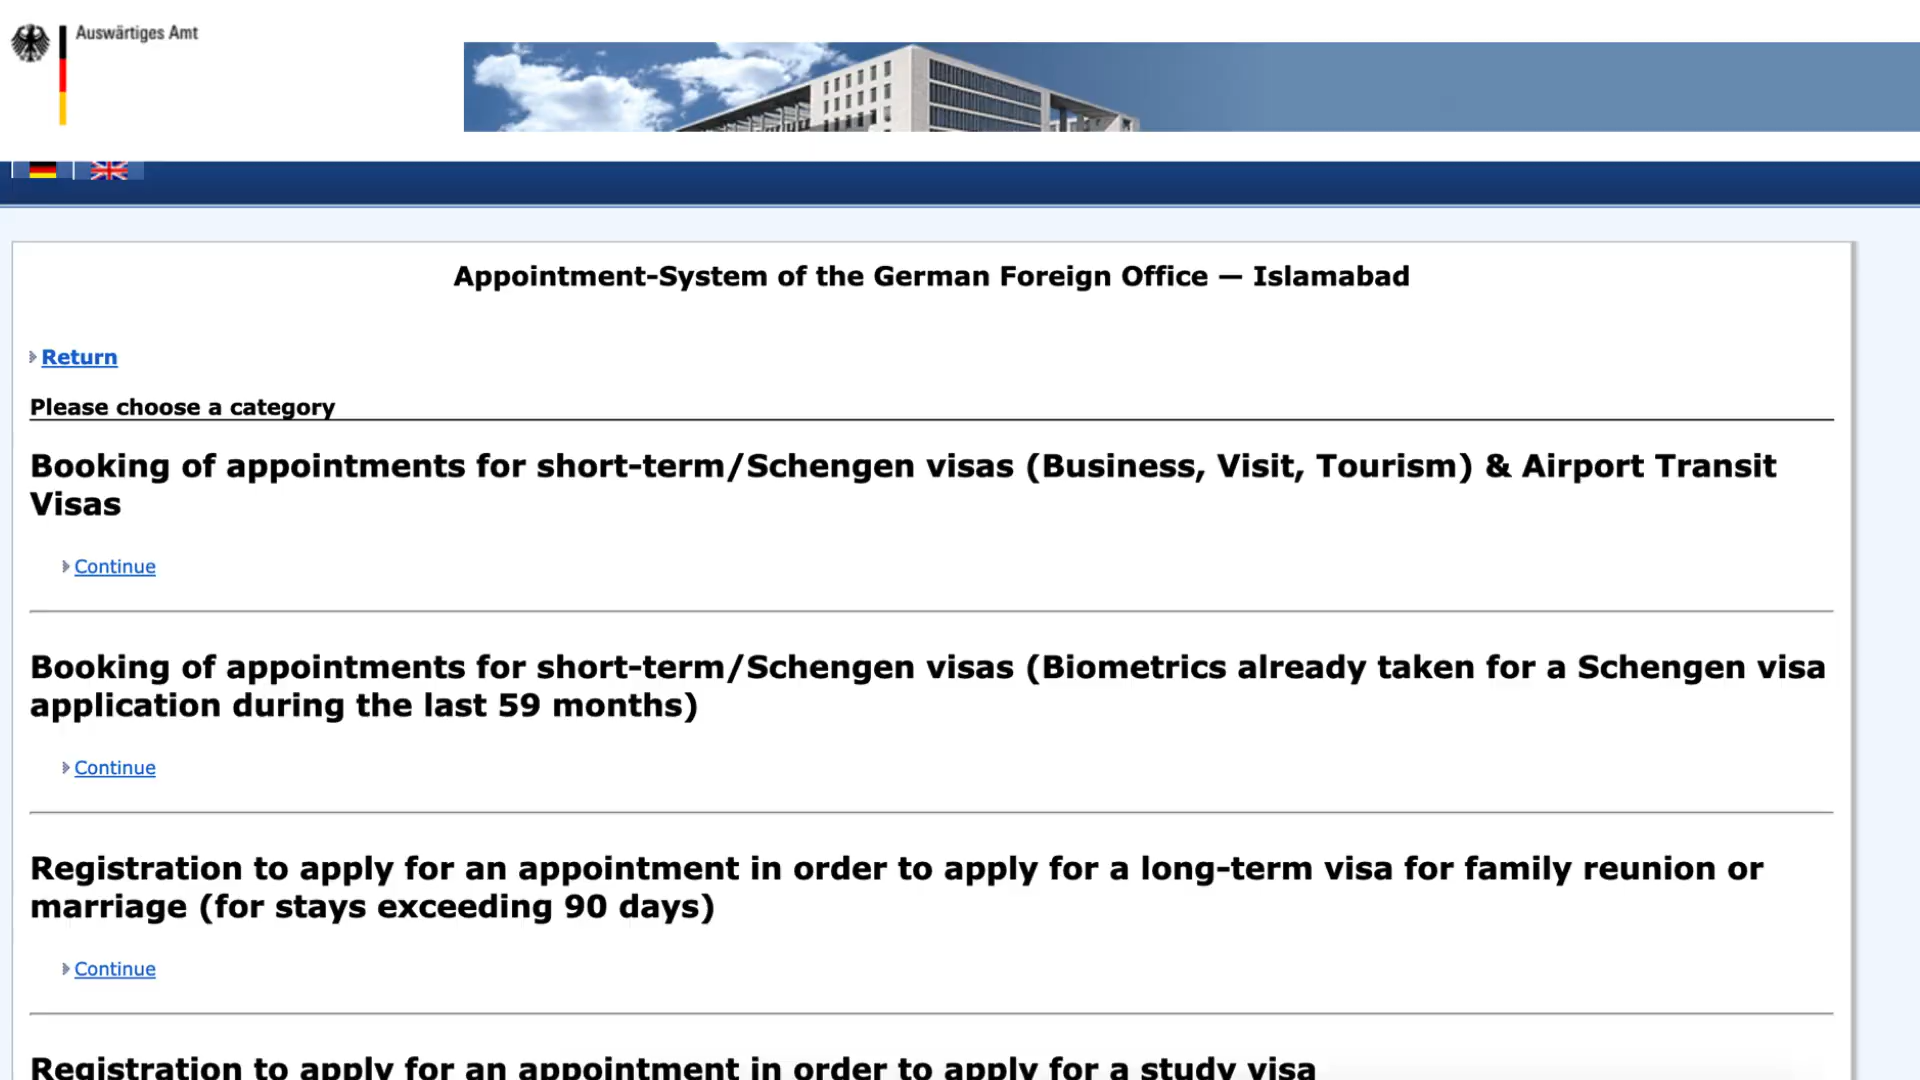 Auswärtiges Amt
Appointment-System of the German Foreign Office — Islamabad
Return
Please choose a category
Booking of appointments for short-term/Schengen visas (Business, Visit, Tourism) & Airport Transit
Visas
Continue
Booking of appointments for short-term/Schengen visas (Biometrics already taken for a Schengen visa
application during the last 59 months)
Continue
Registration to apply for an appointment in order to apply for a long-term visa for family reunion or
marriage (for stays exceeding 90 days)
Continue
Registration to apply for an appointment in order to apply for a study visa